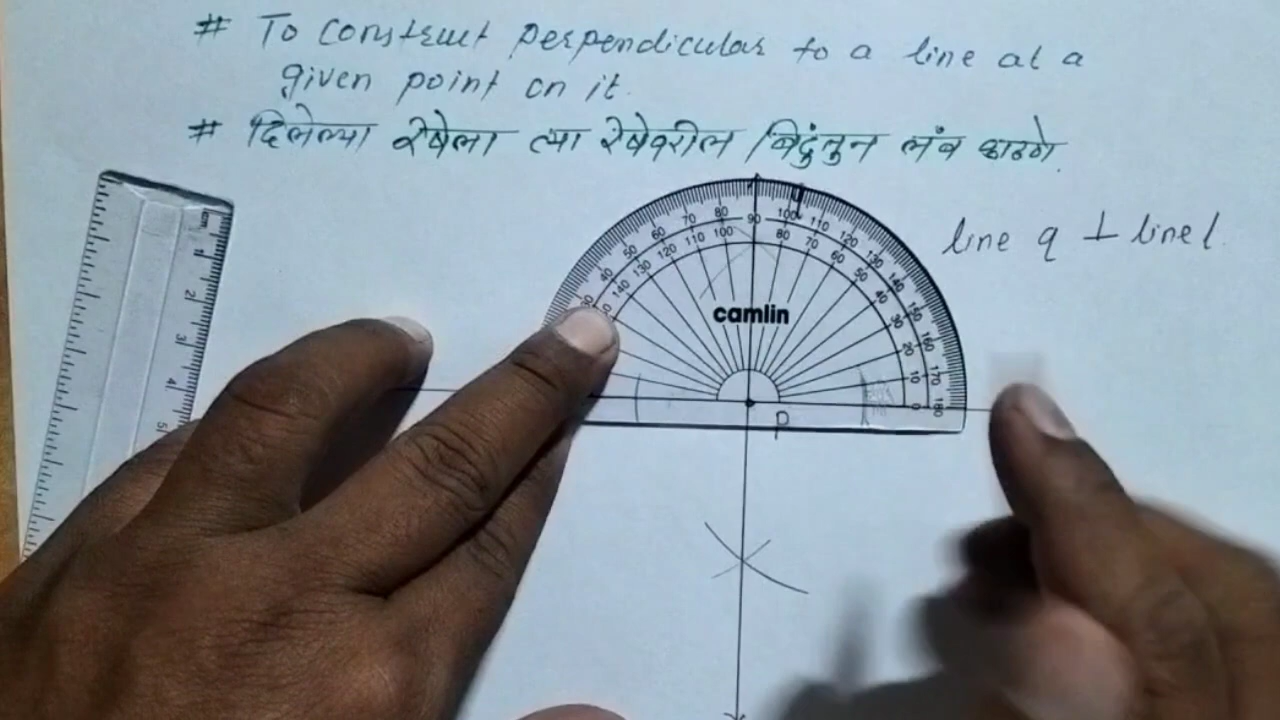 # To construct perpendicular to a line at a
given point on it.
# दिलेल्या रेषेला त्या रेषेवरील बिंदुंतुन लंब काढणे.
line q ⊥ line l
camlin
P